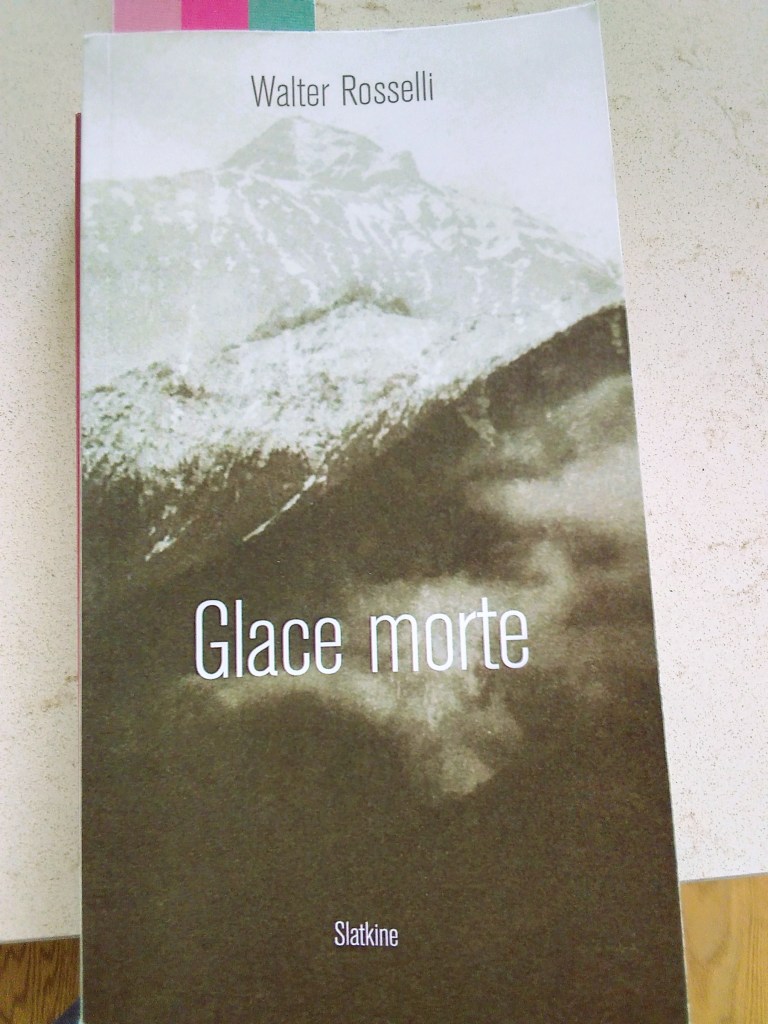 Walter Rosselli
Glace morte
Slatkine